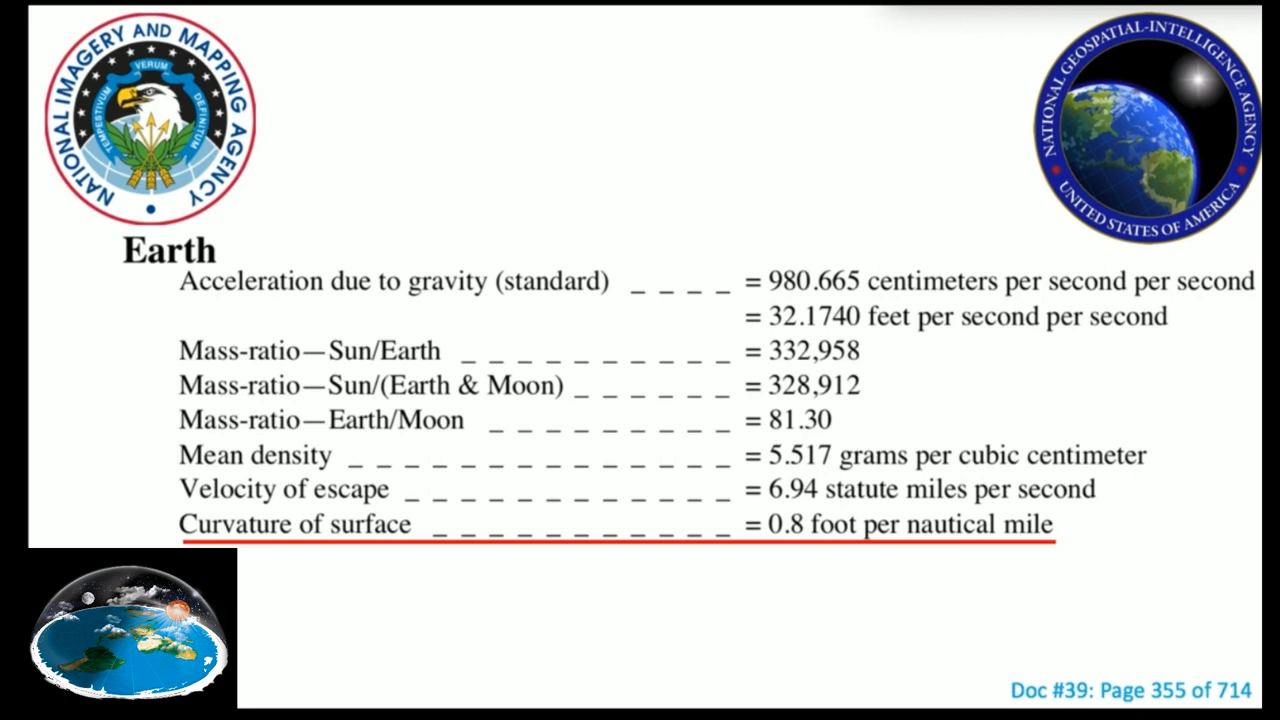 NATIONAL IMAGERY AND MAPPING AGENCY
TEMPESTIVUM VERUM DEFINITUM
NATIONAL GEOSPATIAL-INTELLIGENCE AGENCY
UNITED STATES OF AMERICA
Earth
Acceleration due to gravity (standard) _ _ _ _ = 980.665 centimeters per second per second
= 32.1740 feet per second per second
Mass-ratio—Sun/Earth _ _ _ _ _ _ _ _ _ _ = 332,958
Mass-ratio—Sun/(Earth & Moon) _ _ _ _ _ _ = 328,912
Mass-ratio—Earth/Moon _ _ _ _ _ _ _ _ _ = 81.30
Mean density _ _ _ _ _ _ _ _ _ _ _ _ _ _ = 5.517 grams per cubic centimeter
Velocity of escape _ _ _ _ _ _ _ _ _ _ _ _ = 6.94 statute miles per second
Curvature of surface _ _ _ _ _ _ _ _ _ _ _ = 0.8 foot per nautical mile
Doc #39: Page 355 of 714